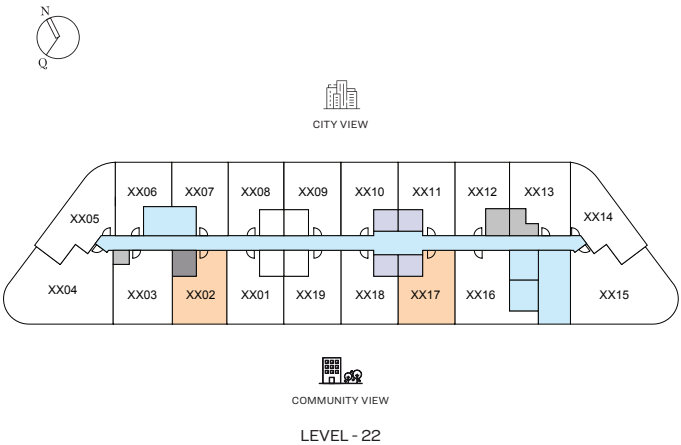 N
Q
CITY VIEW
XX06 XX07 XX08 XX09 XX10 XX11 XX12 XX13
XX05 XX14
XX04 XX03 XX02 XX01 XX19 XX18 XX17 XX16 XX15
COMMUNITY VIEW
LEVEL - 22